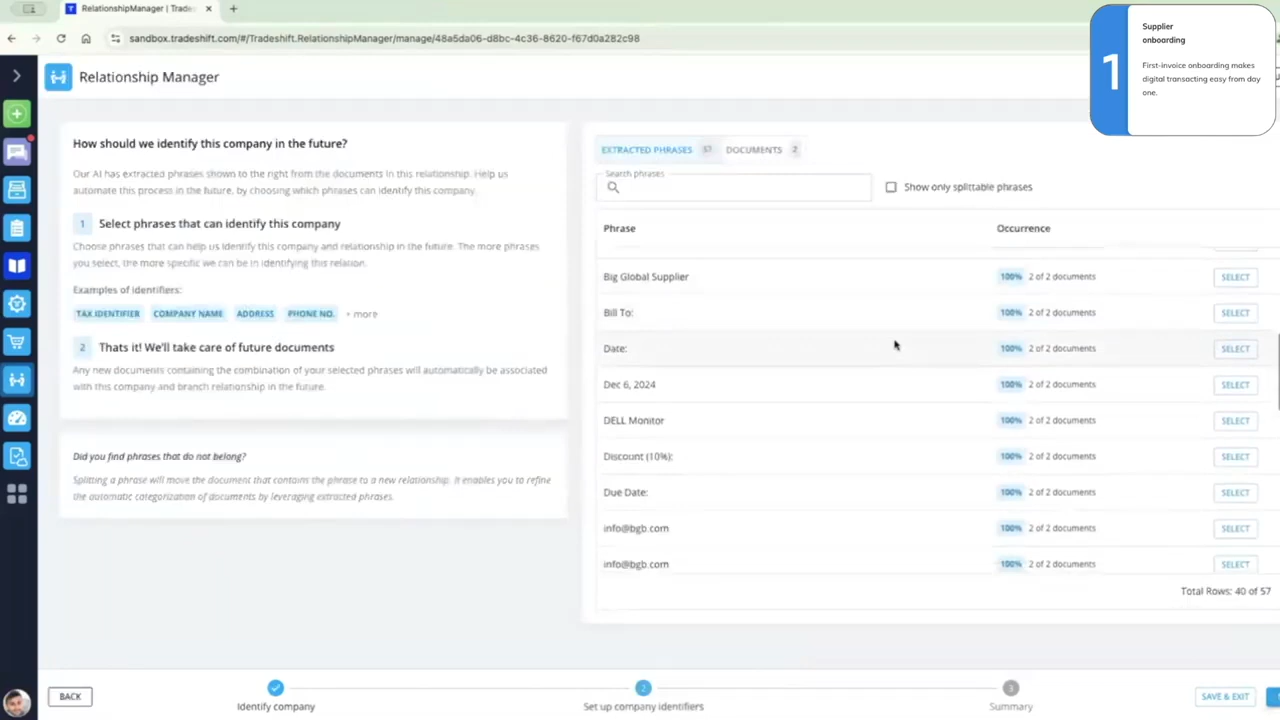 RelationshipManager | Trades
sandbox.tradeshift.com/#/Tradeshift.RelationshipManager/manage/48a5da06-d8bc-4c36-8620-f67d0a282c98
Supplier
onboarding
1
First-invoice onboarding makes
digital transacting easy from day
one.
Relationship Manager
How should we identify this company in the future?
Our AI has extracted phrases shown to the right from the documents in this relationship. Help us
automate this process in the future, by choosing which phrases can identify this company.
1 Select phrases that can identify this company
Choose phrases that can help us identify this company and relationship in the future. The more phrases
you select, the more specific we can be in identifying this relation.
Examples of identifiers:
TAX IDENTIFIER COMPANY NAME ADDRESS PHONE NO. + more
2 Thats it! We'll take care of future documents
Any new documents containing the combination of your selected phrases will automatically be associated
with this company and branch relationship in the future.
Did you find phrases that do not belong?
Splitting a phrase will move the document that contains the phrase to a new relationship. It enables you to refine
the automatic categorization of documents by leveraging extracted phrases.
EXTRACTED PHRASES 57 DOCUMENTS 2
Search phrases
Show only splittable phrases
Phrase Occurrence
Big Global Supplier 100% 2 of 2 documents SELECT
Bill To: 100% 2 of 2 documents SELECT
Date: 100% 2 of 2 documents SELECT
Dec 6, 2024 100% 2 of 2 documents SELECT
DELL Monitor 100% 2 of 2 documents SELECT
Discount (10%): 100% 2 of 2 documents SELECT
Due Date: 100% 2 of 2 documents SELECT
info@bgb.com 100% 2 of 2 documents SELECT
info@bgb.com 100% 2 of 2 documents SELECT
Total Rows: 40 of 57
BACK
Identify company
2
Set up company identifiers
3
Summary
SAVE & EXIT